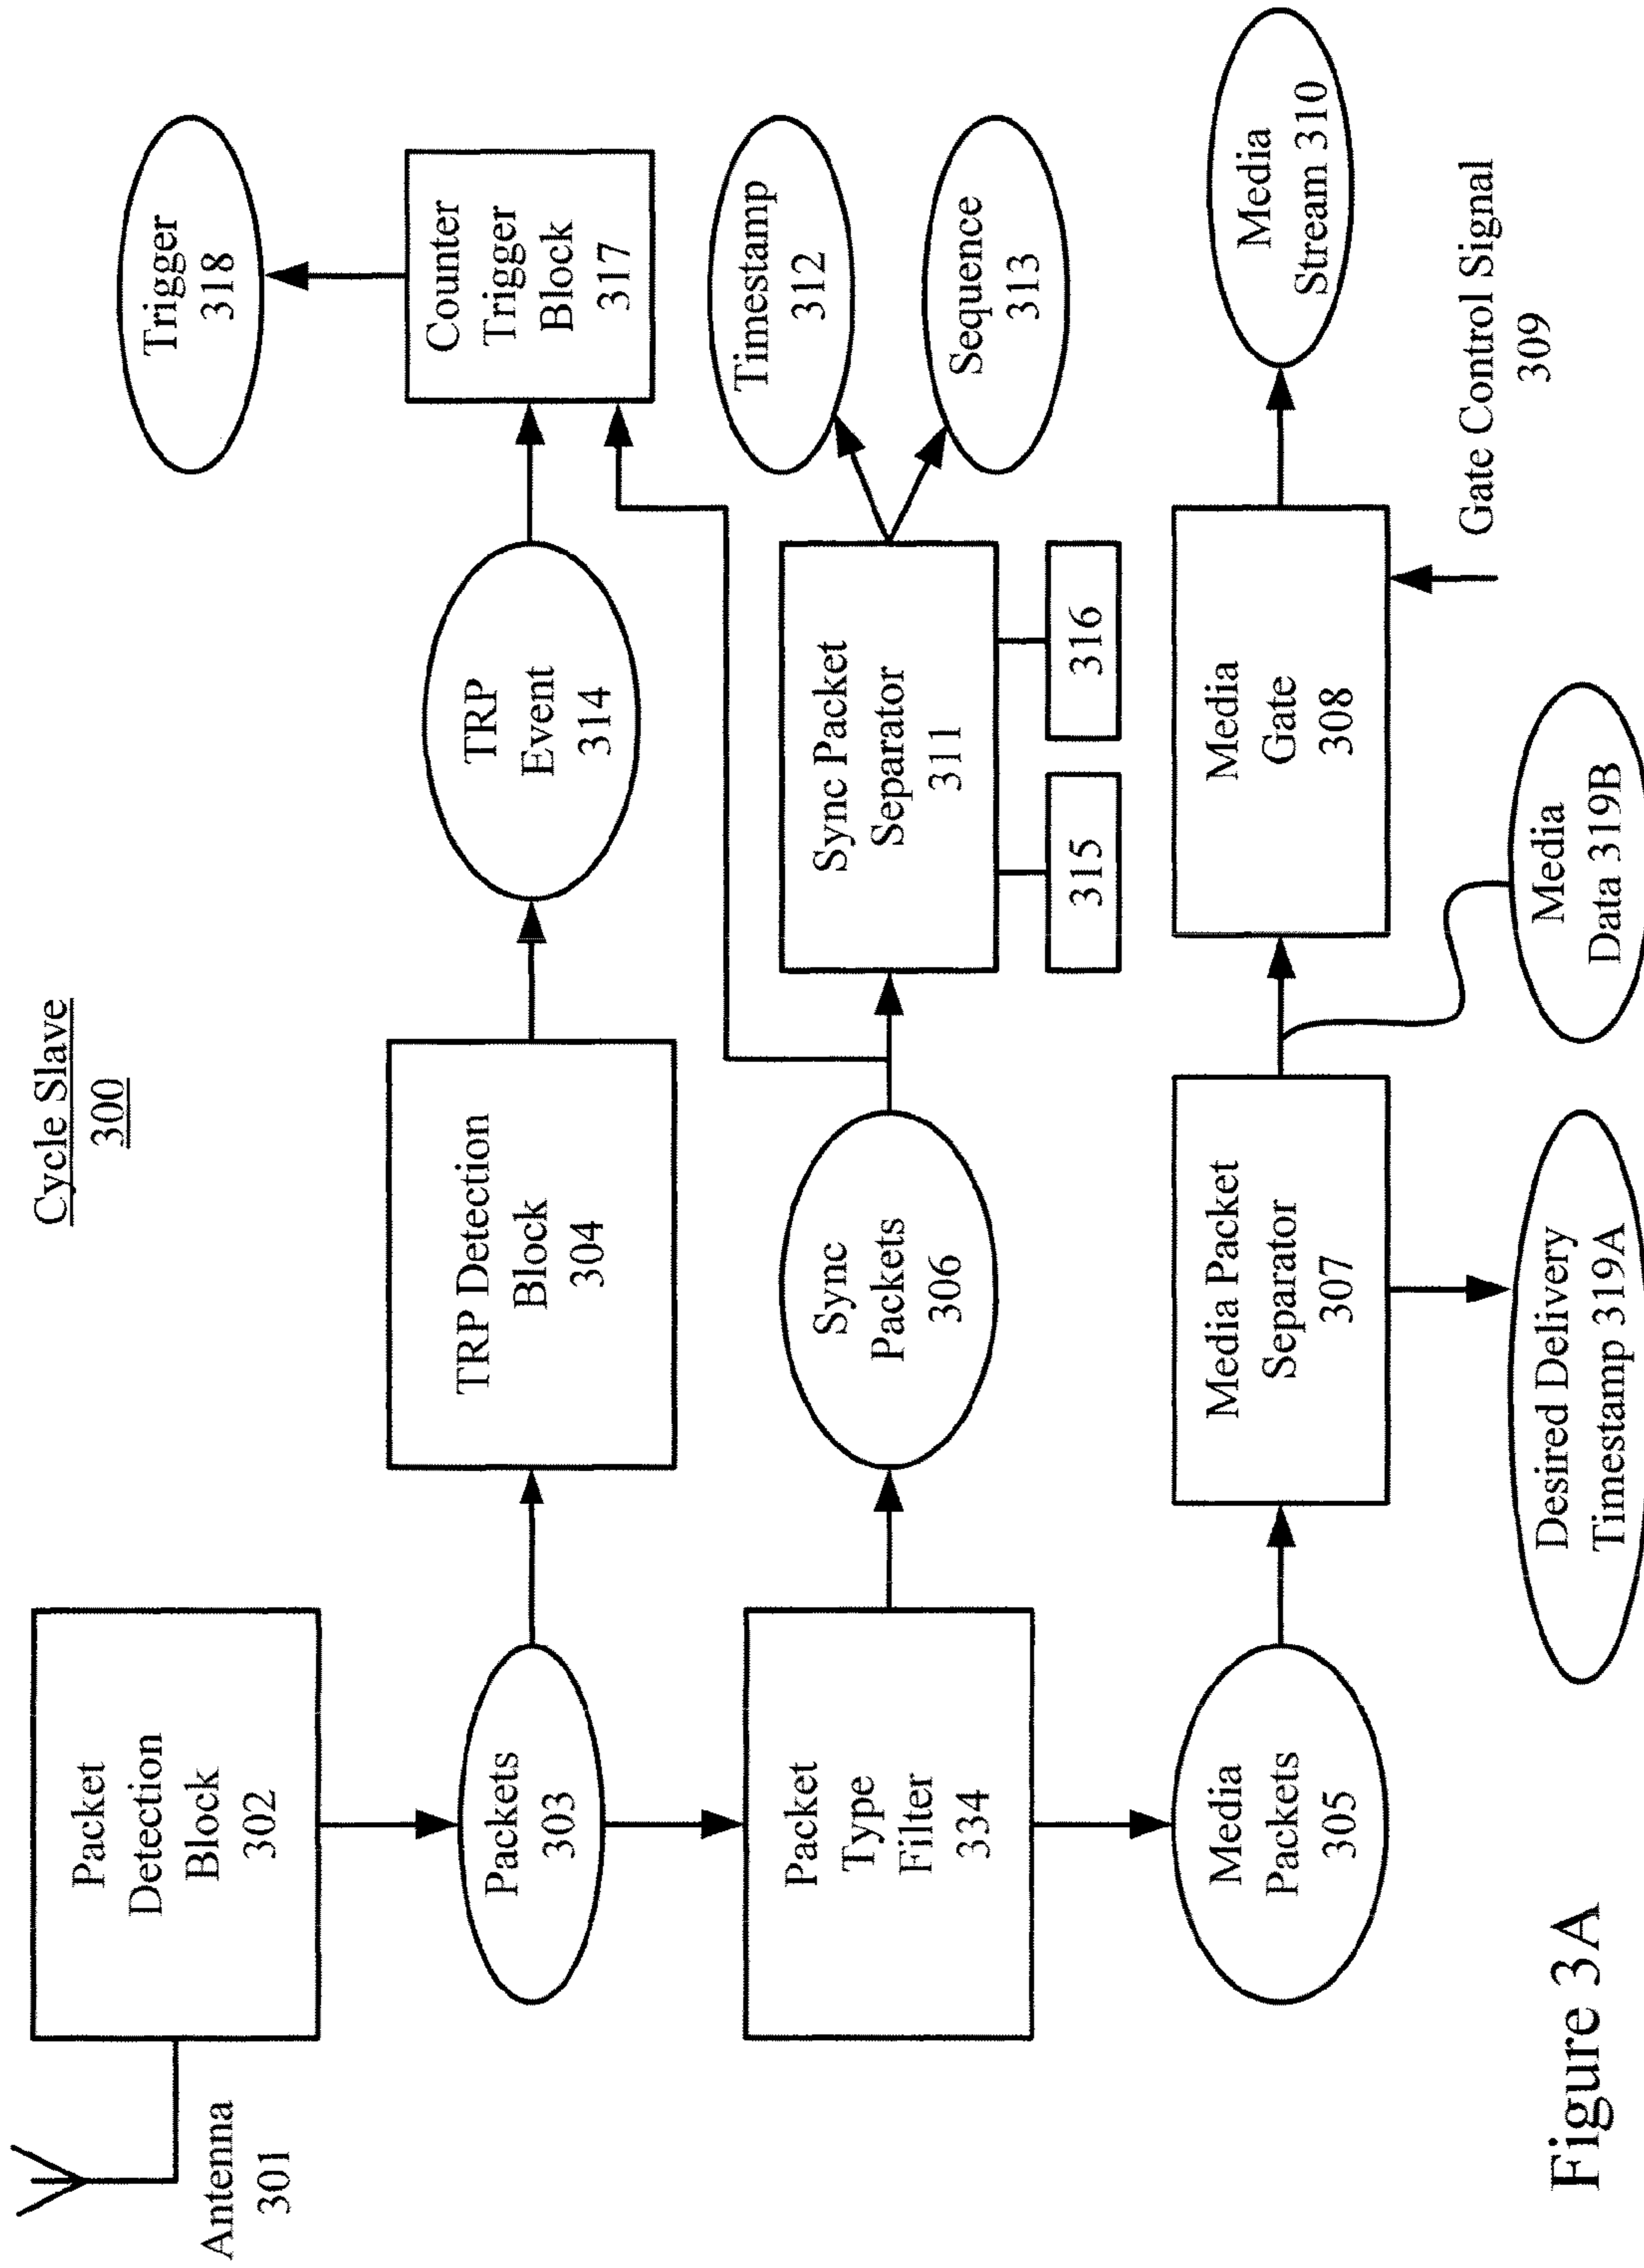 Cycle Slave
300
Antenna
301
Packet
Detection
Block
302
Packets
303
TRP Detection
Block
304
TRP
Event
314
Counter
Trigger
Block
317
Trigger
318
Packet
Type
Filter
334
Sync
Packets
306
Sync Packet
Separator
311
315
316
Timestamp
312
Sequence
313
Media
Packets
305
Media Packet
Separator
307
Media
Gate
308
Media
Stream 310
Desired Delivery
Timestamp 319A
Media
Data 319B
Gate Control Signal
309
Figure 3A